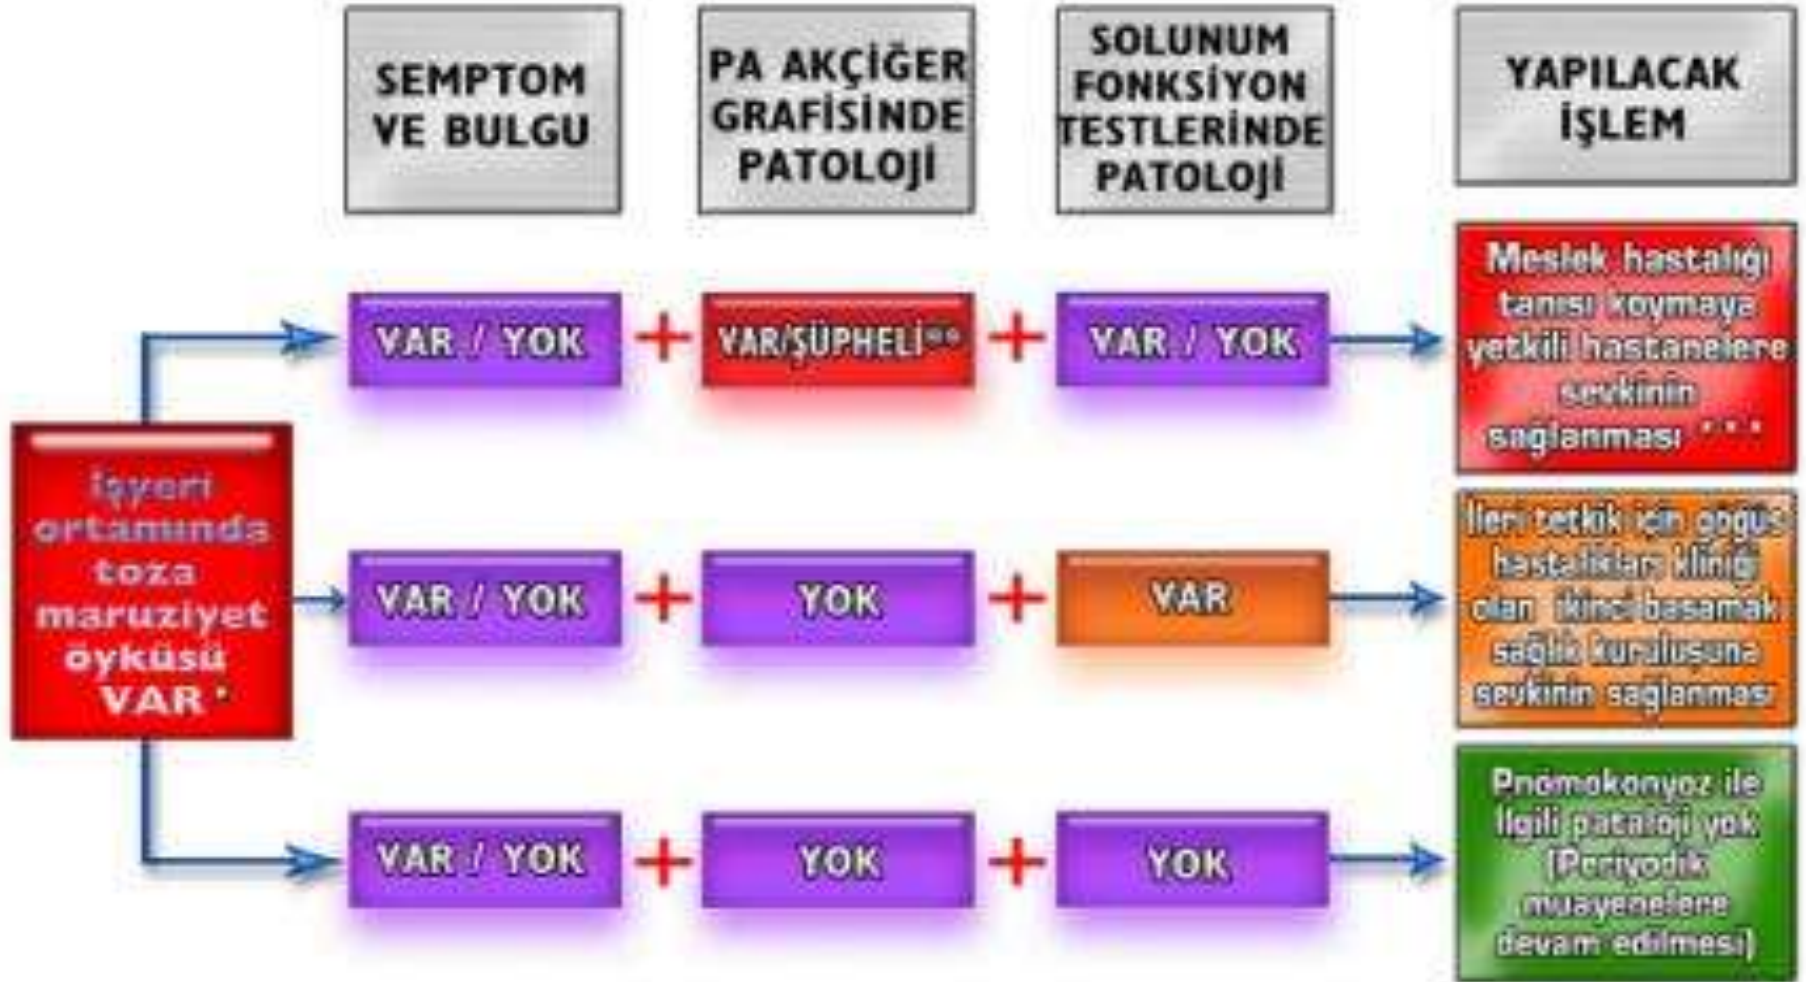 SEMPTOM
VE BULGU
PA AKÇİĞER
GRAFİSİNDE
PATOLOJİ
SOLUNUM
FONKSİYON
TESTLERİNDE
PATOLOJİ
YAPILACAK
İŞLEM
İşyeri
ortamında
toza
maruziyet
öyküsü
VAR *
VAR / YOK
+
VAR/ŞÜPHELİ**
+
VAR / YOK
Meslek hastalığı
tanısı koymaya
yetkili hastanelere
sevkinin
sağlanması ***
VAR / YOK
+
YOK
+
VAR
İleri tetkik için göğüs
hastalıkları kliniği
olan ikinci basamak
sağlık kuruluşuna
sevkinin sağlanması
VAR / YOK
+
YOK
+
YOK
Pnömokonyoz ile
İlgili pataloji yok
(Periyodik
muayenelere
devam edilmesi)